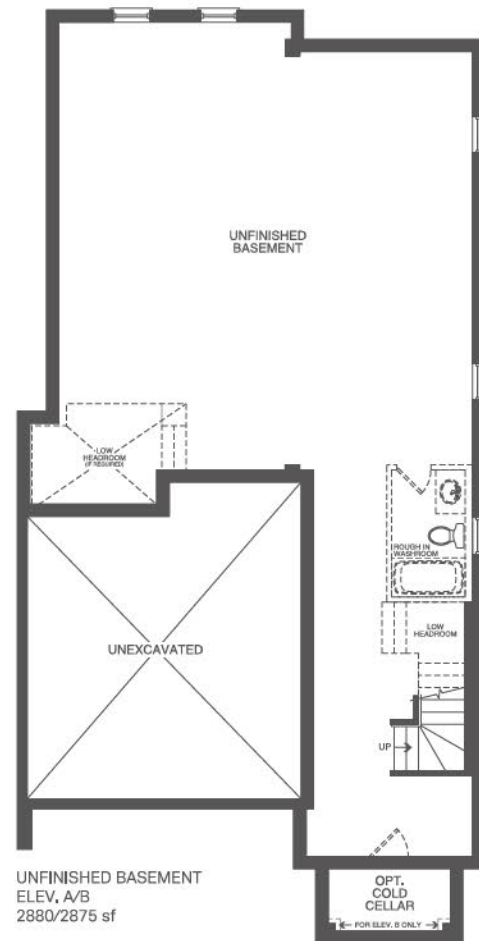 UNFINISHED
BASEMENT
LOW
HEADROOM
(IF REQUIRED)
ROUGH IN
WASHROOM
LOW
HEADROOM
UNEXCAVATED
UP
OPT.
COLD
CELLAR
FOR ELEV. B ONLY
UNFINISHED BASEMENT
ELEV. A/B
2880/2875 sf